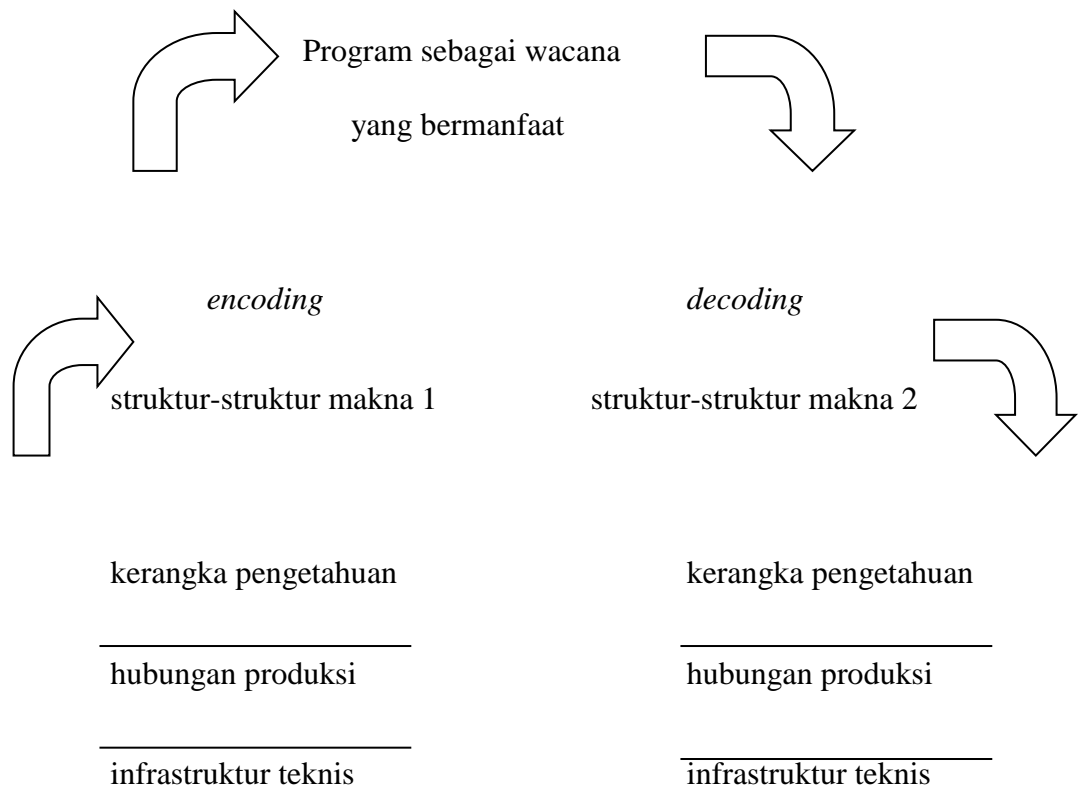 Program sebagai wacana
yang bermanfaat
encoding
decoding
struktur-struktur makna 1
struktur-struktur makna 2
kerangka pengetahuan
kerangka pengetahuan
hubungan produksi
hubungan produksi
infrastruktur teknis
infrastruktur teknis